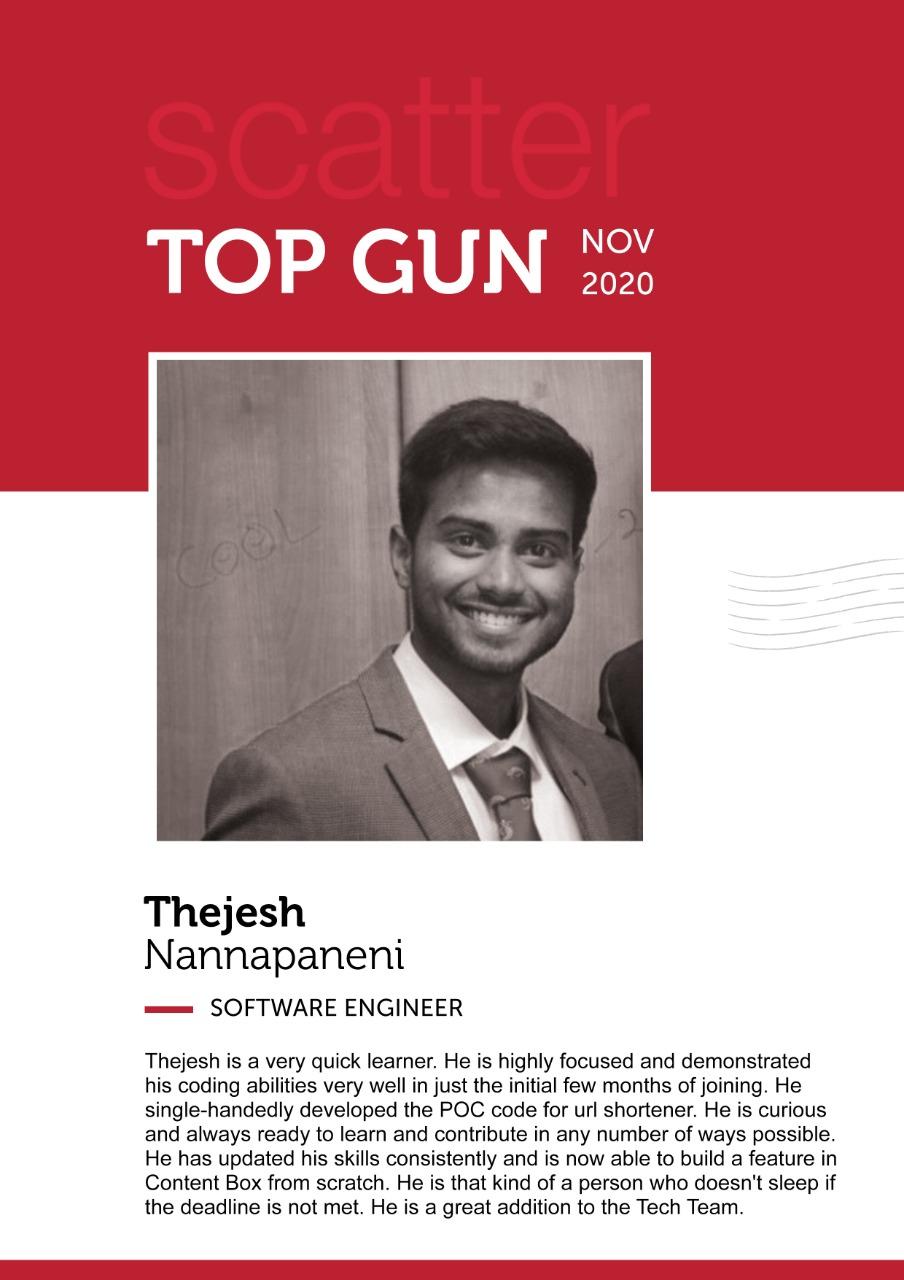 scatter
TOP GUN
NOV
2020
COOL
-2
Thejesh
Nannapaneni
SOFTWARE ENGINEER
Thejesh is a very quick learner. He is highly focused and demonstrated
his coding abilities very well in just the initial few months of joining. He
single-handedly developed the POC code for url shortener. He is curious
and always ready to learn and contribute in any number of ways possible.
He has updated his skills consistently and is now able to build a feature in
Content Box from scratch. He is that kind of a person who doesn't sleep if
the deadline is not met. He is a great addition to the Tech Team.